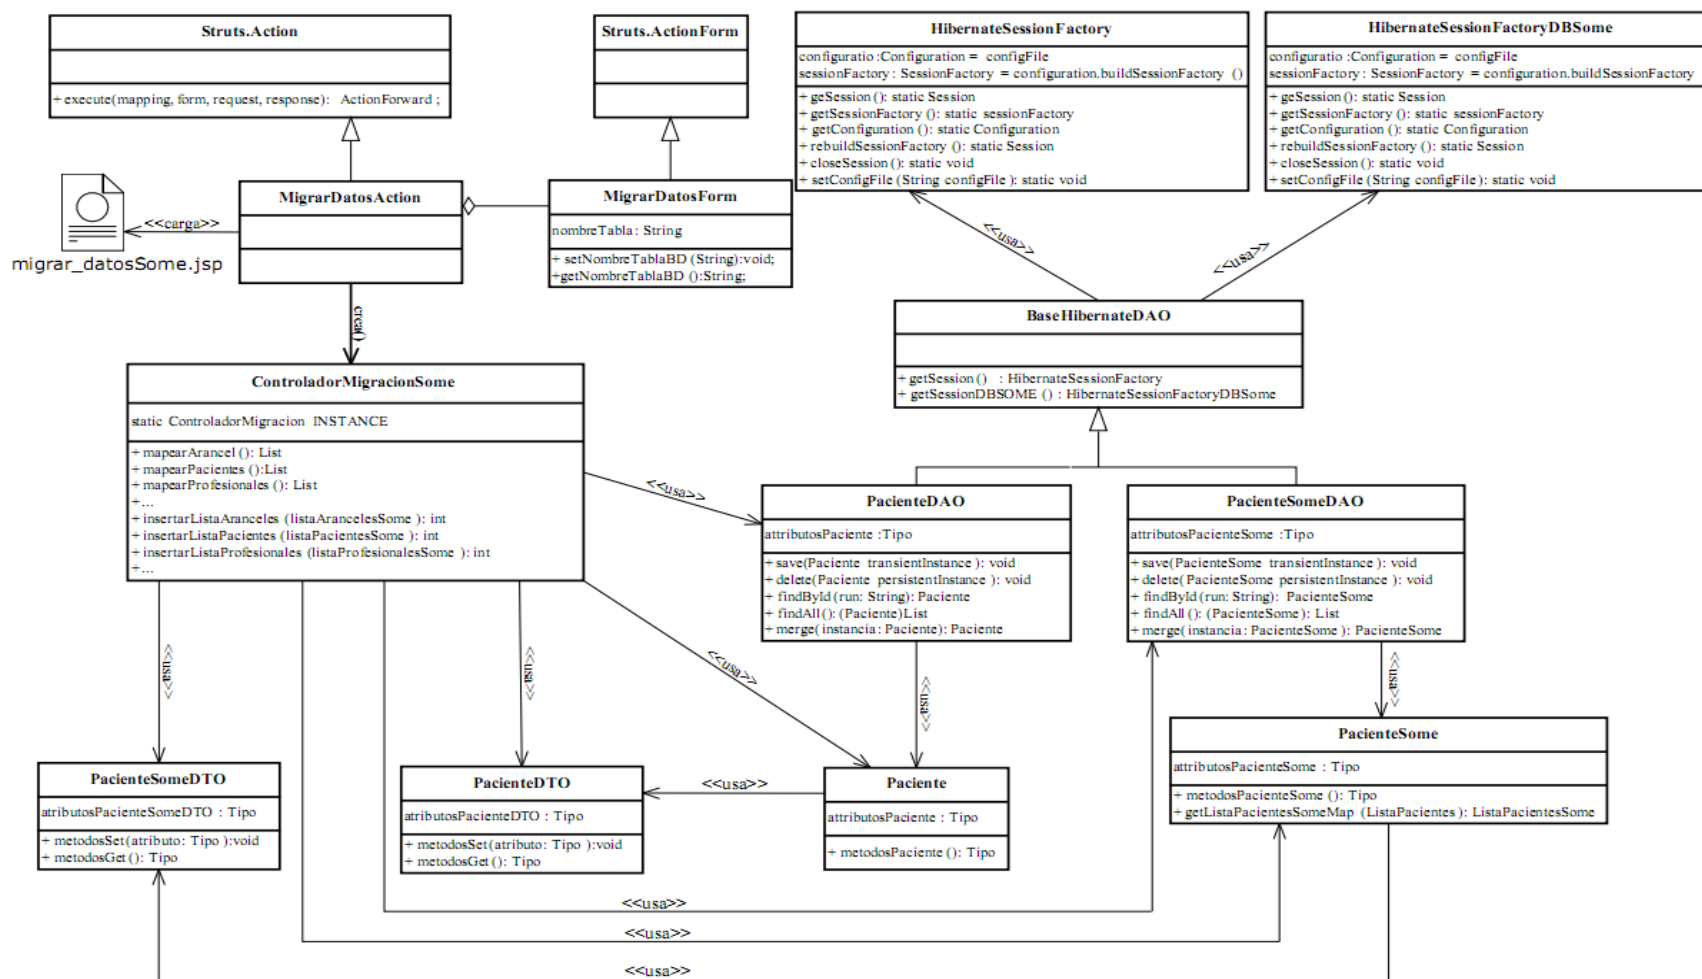 Struts.Action
+ execute(mapping, form, request, response): ActionForward ;
Struts.ActionForm
HibernateSessionFactory
configuratio :Configuration = configFile
sessionFactory : SessionFactory = configuration.buildSessionFactory ()
+ geSession (): static Session
+ getSessionFactory (): static sessionFactory
+ getConfiguration (): static Configuration
+ rebuildSessionFactory (): static Session
+ closeSession(): static void
+ setConfigFile (String configFile ): static void
HibernateSessionFactoryDBSome
configuratio :Configuration = configFile
sessionFactory : SessionFactory = configuration.buildSessionFactory
+ geSession (): static Session
+ getSessionFactory (): static sessionFactory
+ getConfiguration (): static Configuration
+ rebuildSessionFactory (): static Session
+ closeSession(): static void
+ setConfigFile (String configFile ): static void
MigrarDatosAction
MigrarDatosForm
nombreTabla : String
+ setNombreTablaBD (String):void;
+getNombreTablaBD ():String;
<<carga>>
migrar_datosSome.jsp
<<usa>>
<<usa>>
crea()
BaseHibernateDAO
+ getSession() : HibernateSessionFactory
+ getSessionDBSOME () : HibernateSessionFactoryDBSome
ControladorMigracionSome
static ControladorMigracion INSTANCE
+ mapearArancel (): List
+ mapearPacientes ():List
+ mapearProfesionales (): List
+...
+ insertarListaAranceles (listaArancelesSome ): int
+ insertarListaPacientes (listaPacientesSome ): int
+ insertarListaProfesionales (listaProfesionalesSome ): int
+...
<<usa>>
PacienteDAO
attributosPaciente :Tipo
+ save(Paciente transientInstance ): void
+ delete(Paciente persistentInstance ): void
+ findById (run: String): Paciente
+ findAll(): (Paciente)List
+ merge( instancia : Paciente): Paciente
PacienteSomeDAO
attributosPacienteSome :Tipo
+ save(PacienteSome transientInstance ): void
+ delete(PacienteSome persistentInstance ): void
+ findById (run: String): PacienteSome
+ findAll(): (PacienteSome): List
+ merge( instancia : PacienteSome ): PacienteSome
<<usa>>
<<usa>>
<<usa>>
<<usa>>
<<usa>>
PacienteSomeDTO
atributosPacienteSomeDTO : Tipo
+ metodosSet(atributo: Tipo ):void
+ metodosGet (): Tipo
PacienteDTO
atributosPacienteDTO : Tipo
+ metodosSet(atributo: Tipo ):void
+ metodosGet (): Tipo
<<usa>>
Paciente
attributosPaciente : Tipo
+ metodosPaciente (): Tipo
PacienteSome
attributosPacienteSome : Tipo
+ metodosPacienteSome (): Tipo
+ getListaPacientesSomeMap (ListaPacientes ): ListaPacientesSome
<<usa>>
<<usa>>
<<usa>>